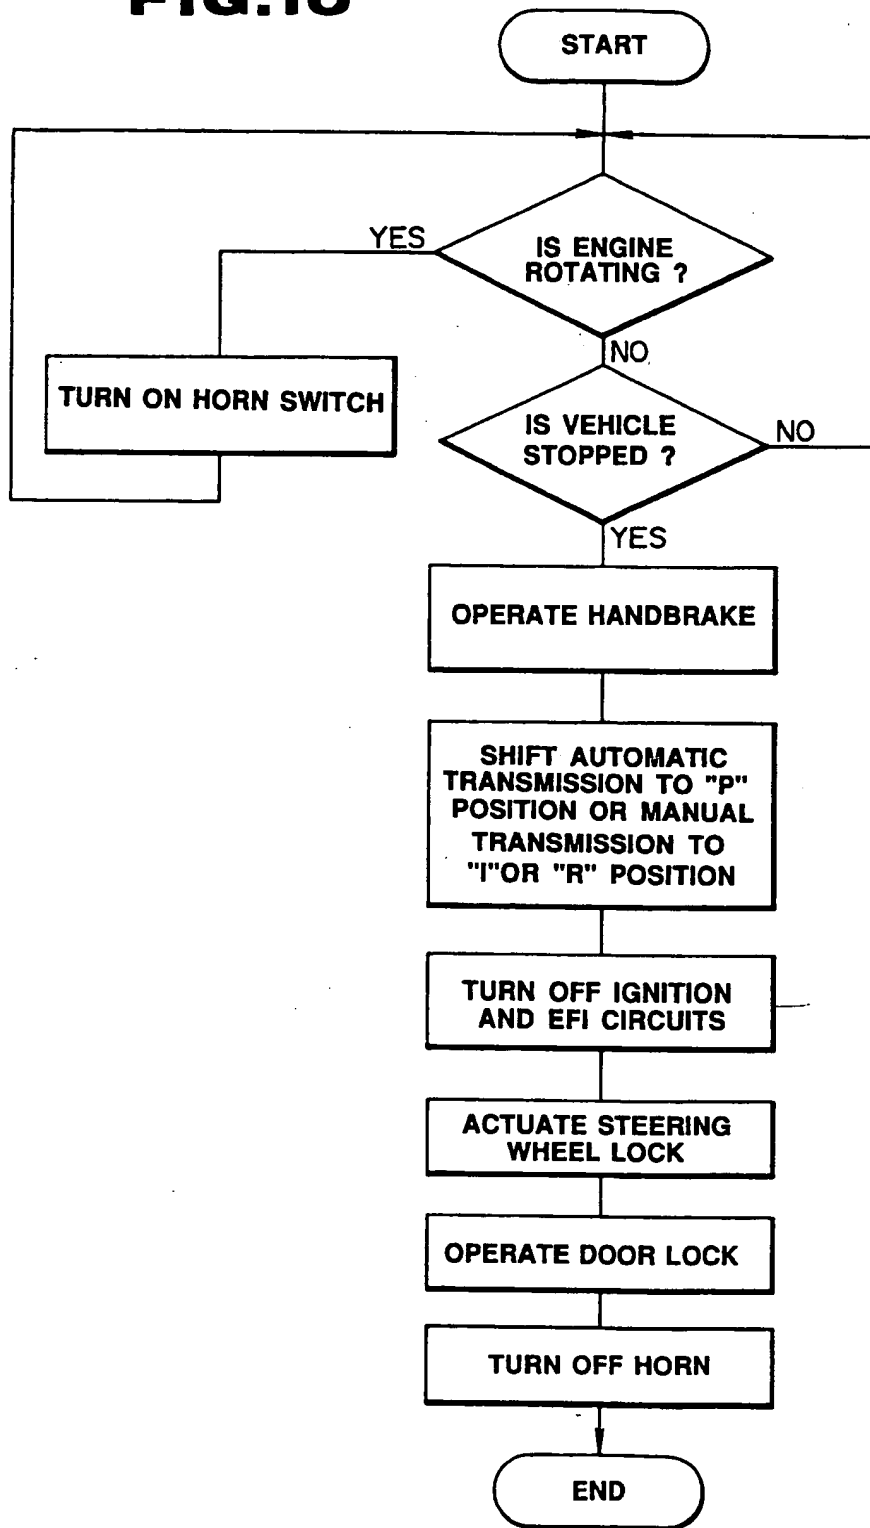 START
YES
IS ENGINE
ROTATING ?
NO
TURN ON HORN SWITCH
IS VEHICLE
STOPPED ?
NO
YES
OPERATE HANDBRAKE
SHIFT AUTOMATIC
TRANSMISSION TO "P"
POSITION OR MANUAL
TRANSMISSION TO
"I"OR "R" POSITION
TURN OFF IGNITION
AND EFI CIRCUITS
ACTUATE STEERING
WHEEL LOCK
OPERATE DOOR LOCK
TURN OFF HORN
END